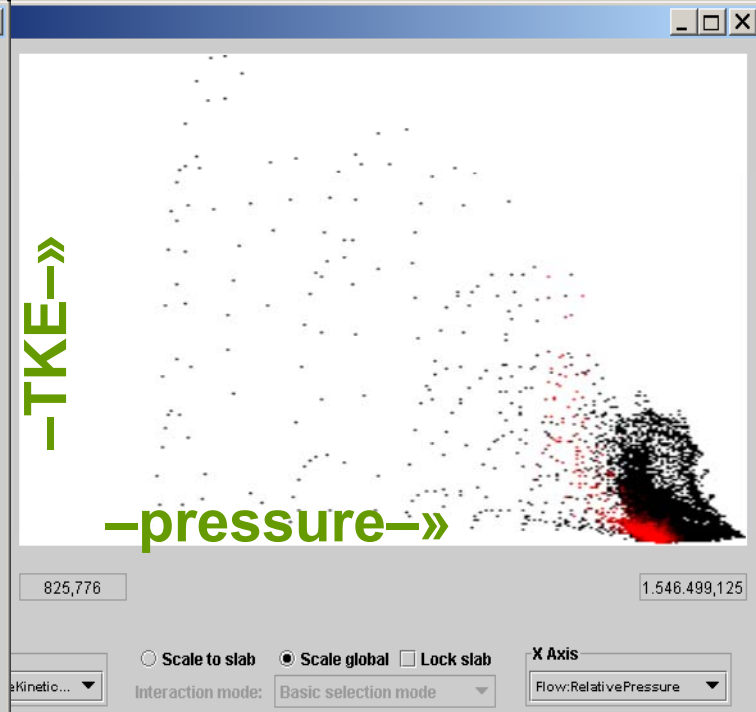 –TKE–»
–pressure–»
825,776
1.546.499,125
Scale to slab
Scale global
Lock slab
X Axis
eKinetic...
Interaction mode:
Basic selection mode
Flow:RelativePressure